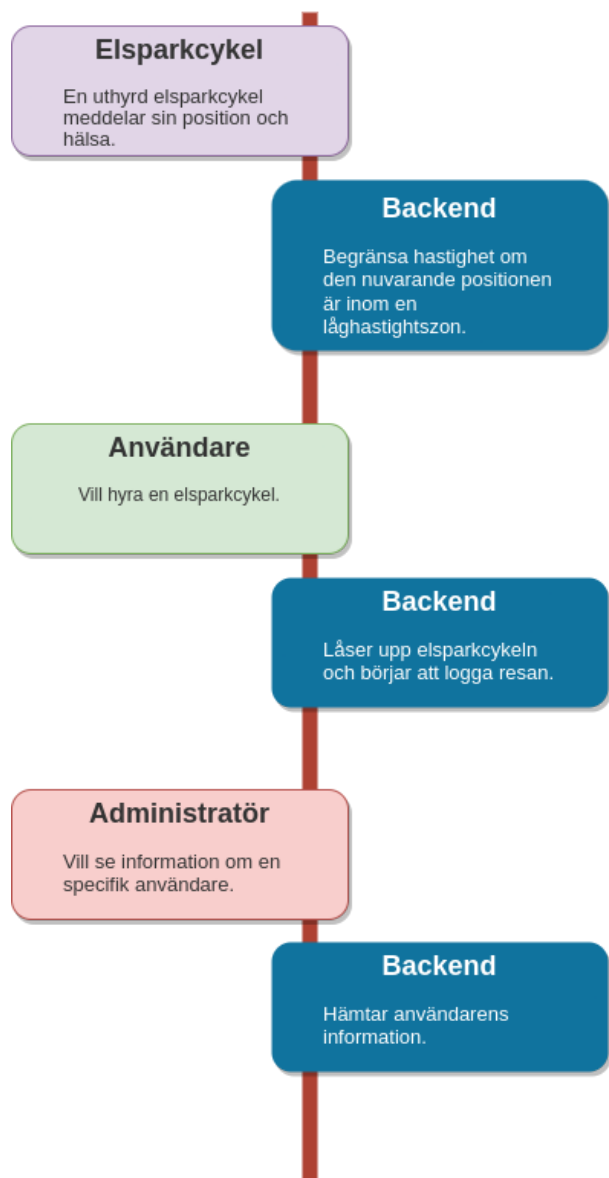 Elsparkcykel
En uthyrd elsparkcykel
meddelar sin position och
hälsa.
Backend
Begränsa hastighet om
den nuvarande positionen
är inom en
låghastightszon.
Användare
Vill hyra en elsparkcykel.
Backend
Låser upp elsparkcykeln
och börjar att logga resan.
Administratör
Vill se information om en
specifik användare.
Backend
Hämtar användarens
information.